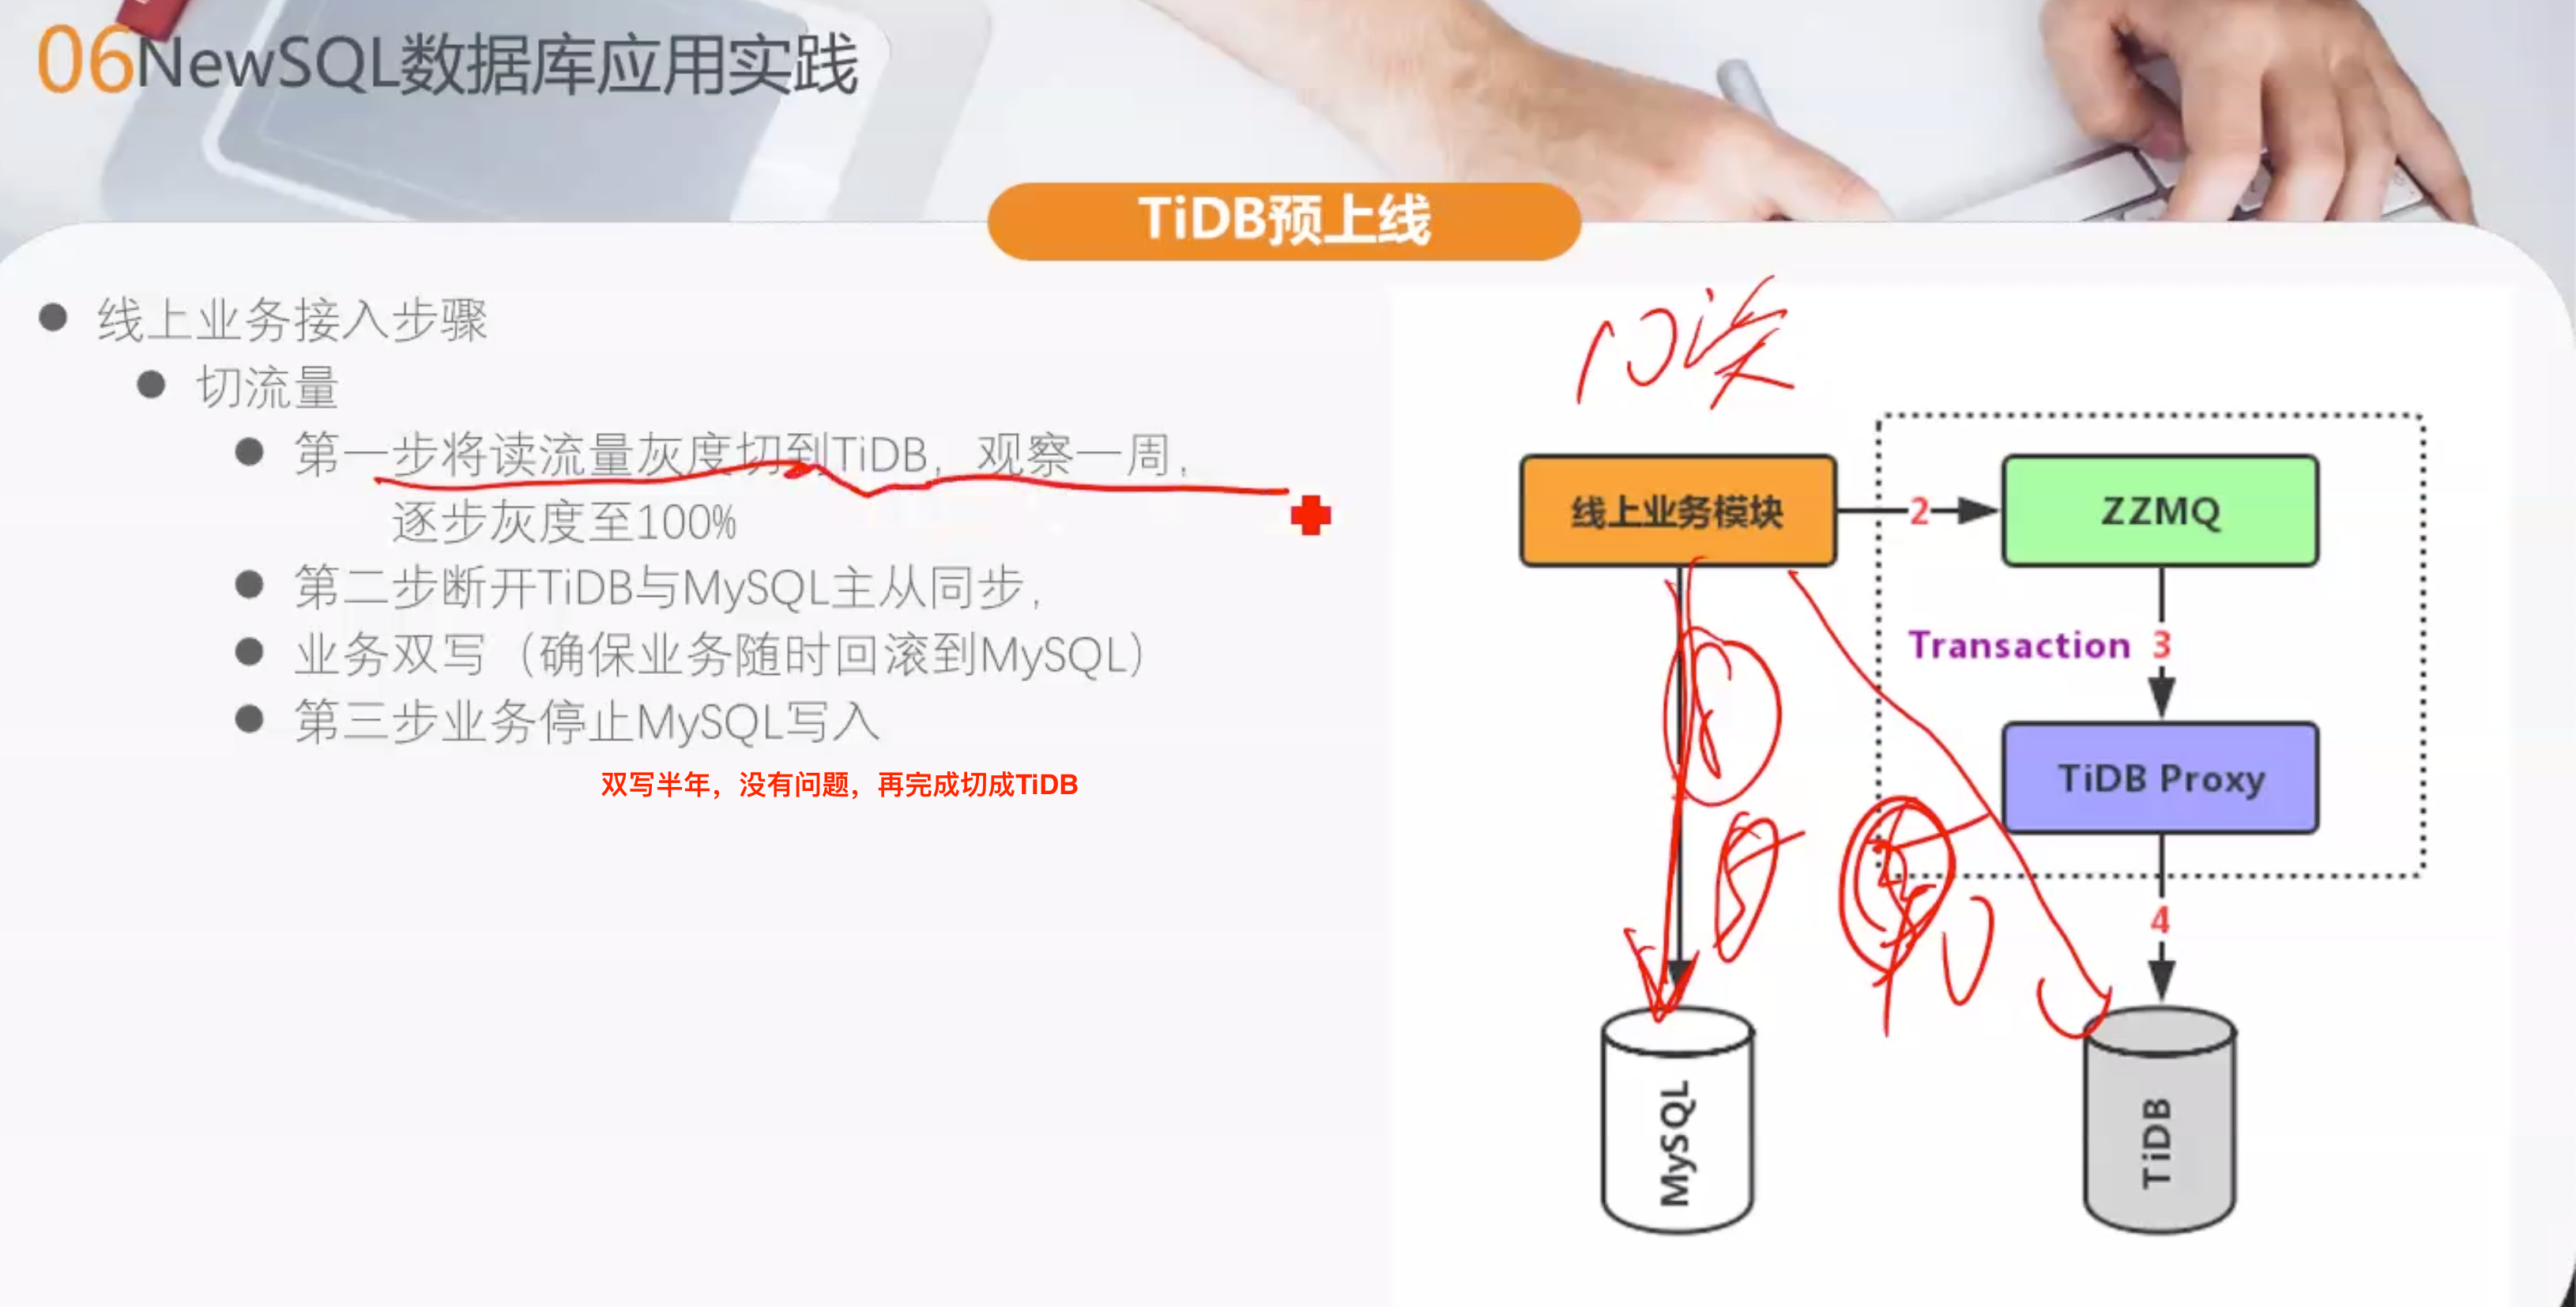 06NewSQL数据库应用实践
TiDB预上线
线上业务接入步骤
切流量
第一步将读流量灰度切到TiDB，观察一周，
逐步灰度至100%
第二步断开TiDB与MySQL主从同步，
业务双写（确保业务随时回滚到MySQL）
第三步业务停止MySQL写入
双写半年，没有问题，再完成切成TiDB
线上业务模块
2
ZZMQ
Transaction 3
TiDB Proxy
4
MySQL
TiDB